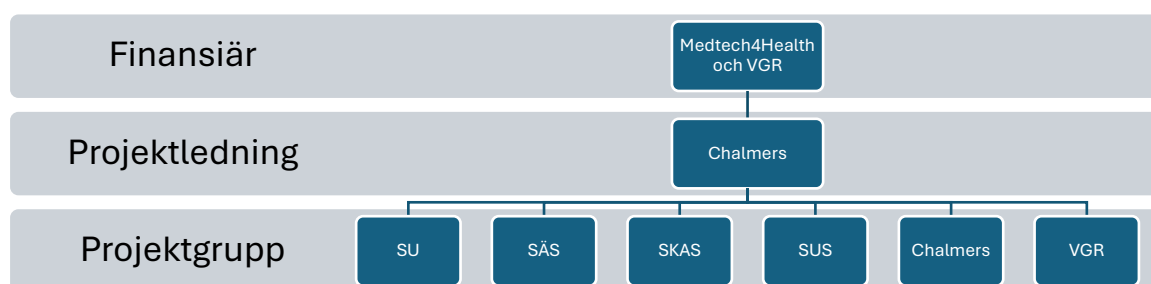 Finansiär
Medtech4Health
och VGR
Projektledning
Chalmers
Projektgrupp
SU
SÄS
SKAS
SUS
Chalmers
VGR